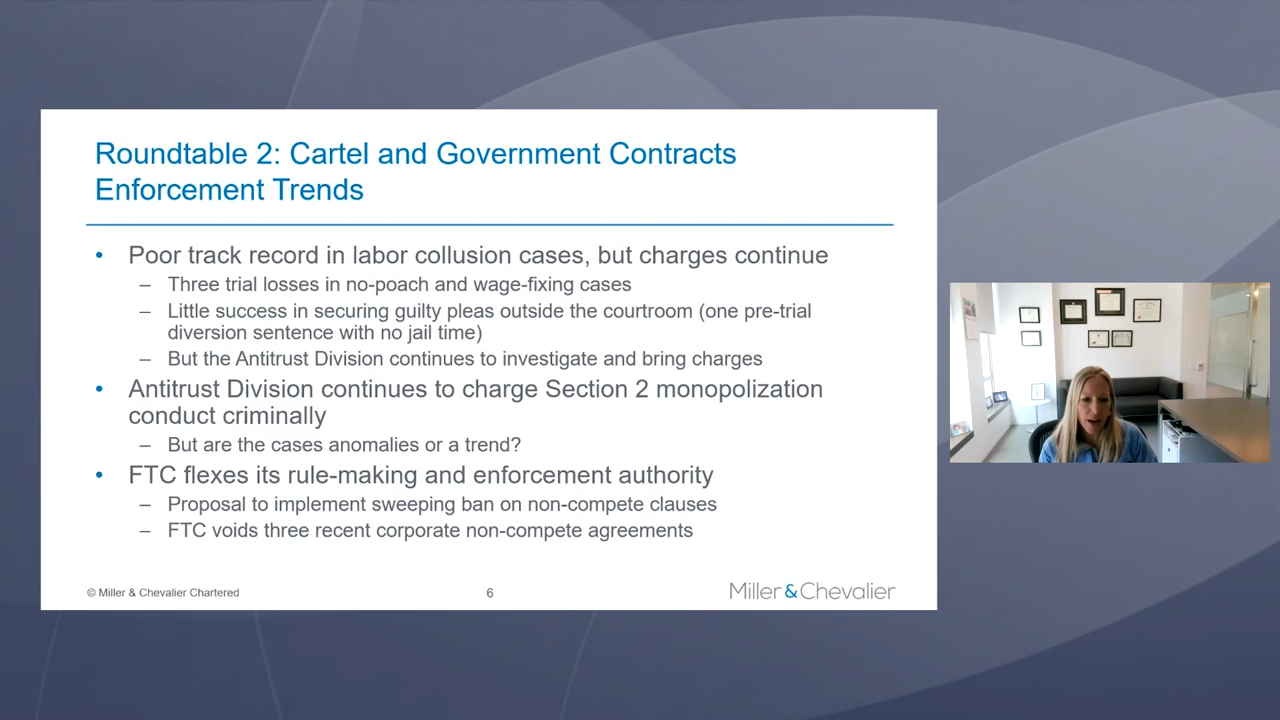 Roundtable 2: Cartel and Government Contracts
Enforcement Trends
• Poor track record in labor collusion cases, but charges continue
– Three trial losses in no-poach and wage-fixing cases
– Little success in securing guilty pleas outside the courtroom (one pre-trial
diversion sentence with no jail time)
– But the Antitrust Division continues to investigate and bring charges
• Antitrust Division continues to charge Section 2 monopolization
conduct criminally
– But are the cases anomalies or a trend?
• FTC flexes its rule-making and enforcement authority
– Proposal to implement sweeping ban on non-compete clauses
– FTC voids three recent corporate non-compete agreements
© Miller & Chevalier Chartered
6
Miller & Chevalier